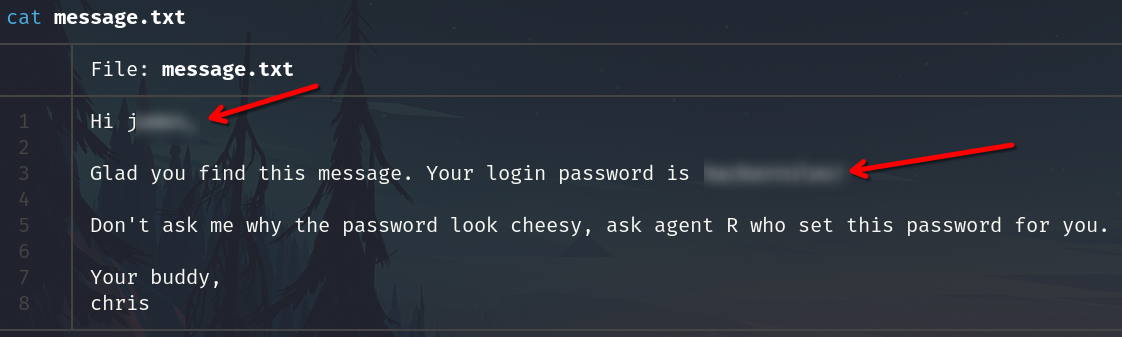 cat message.txt
File: message.txt
1 Hi
2
3 Glad you find this message. Your login password is
4
5 Don't ask me why the password look cheesy, ask agent R who set this password for you.
6
7 Your buddy,
8 chris